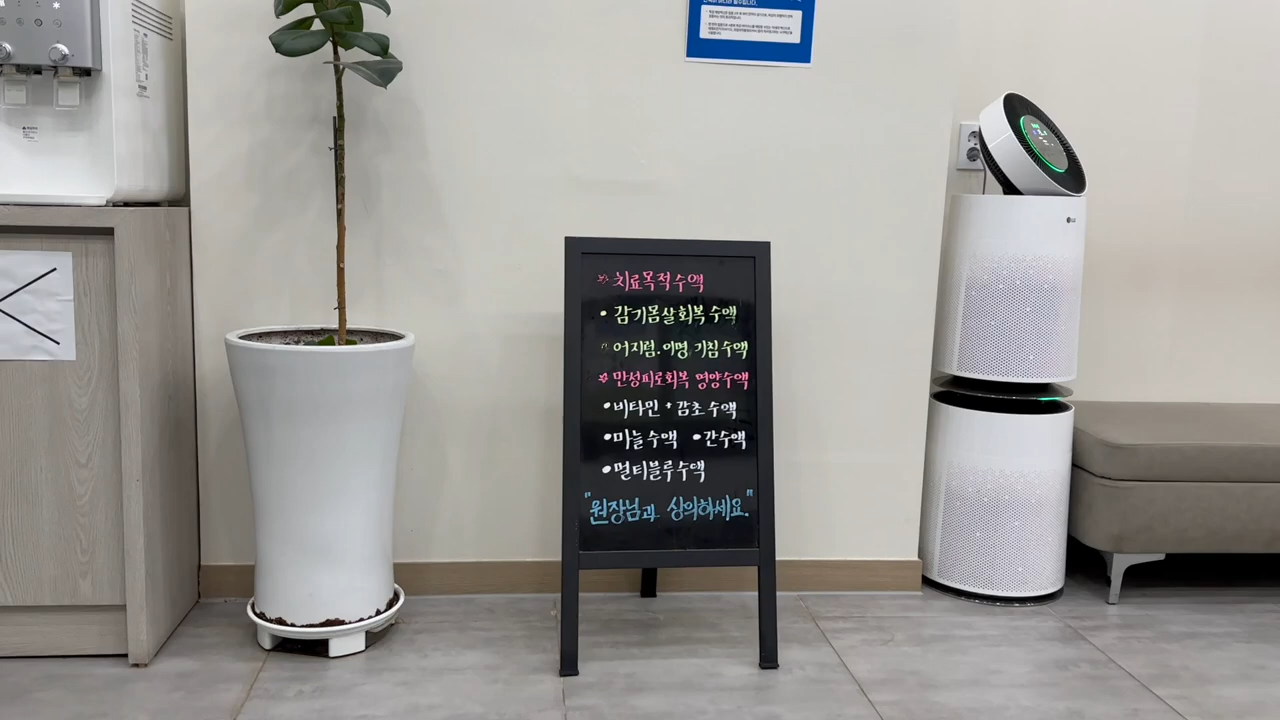 치료목적수액
• 감기몸살회복수액
어지럼.이명 기침수액
만성피로회복 영양수액
• 비타민 + 감초수액
• 마늘수액 • 간수액
• 멀티블루수액
"원장님과 상의하세요."
LG